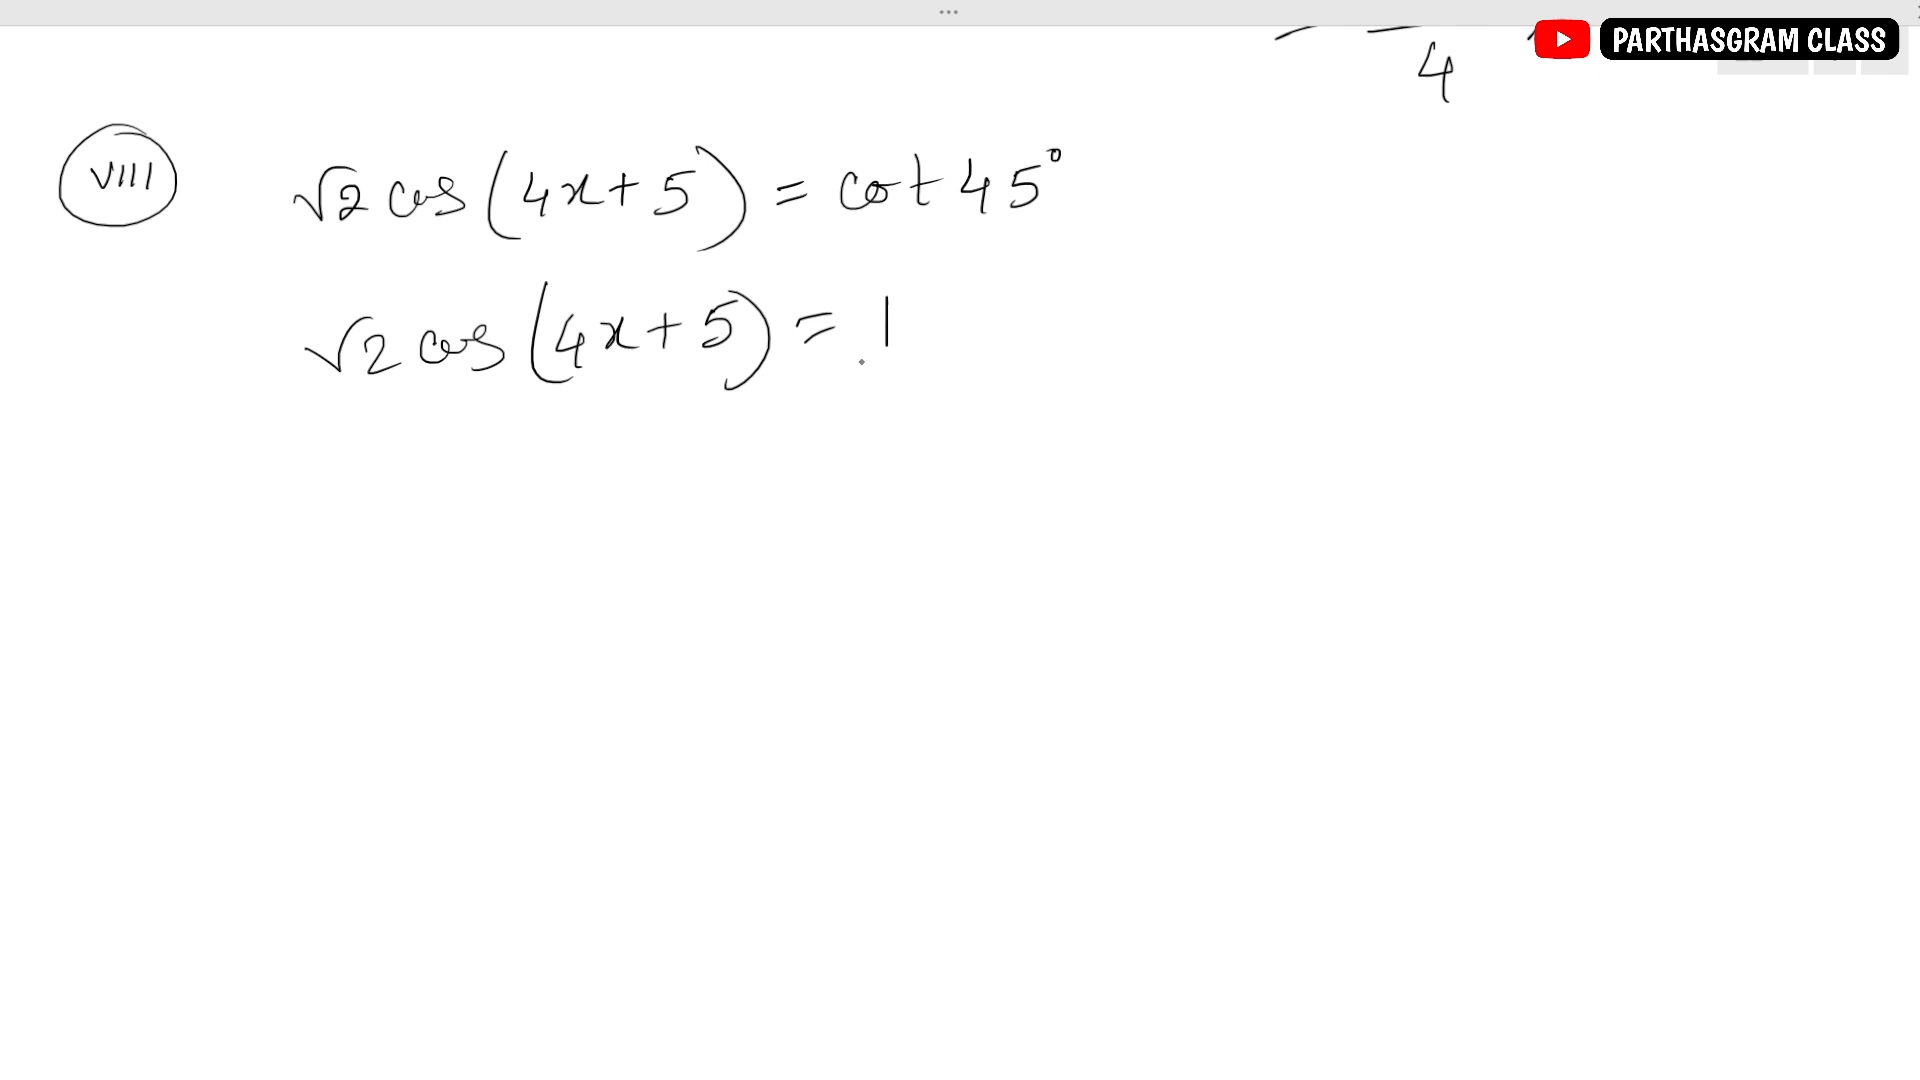 PARTHASGRAM CLASS
4
VIII √2 cos(4x+5) = cot 45°
√2 cos(4x+5) = 1